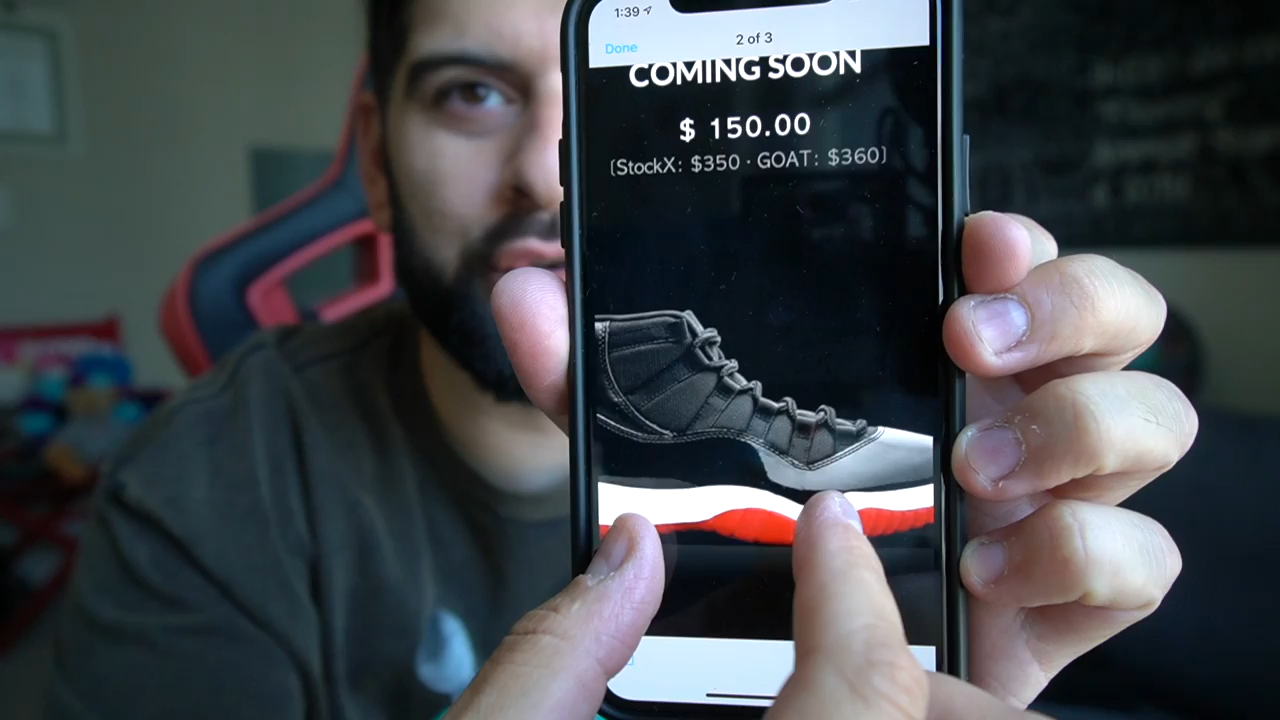 1:39
Done
2 of 3
COMING SOON
$ 150.00
(StockX: $350 · GOAT: $360)